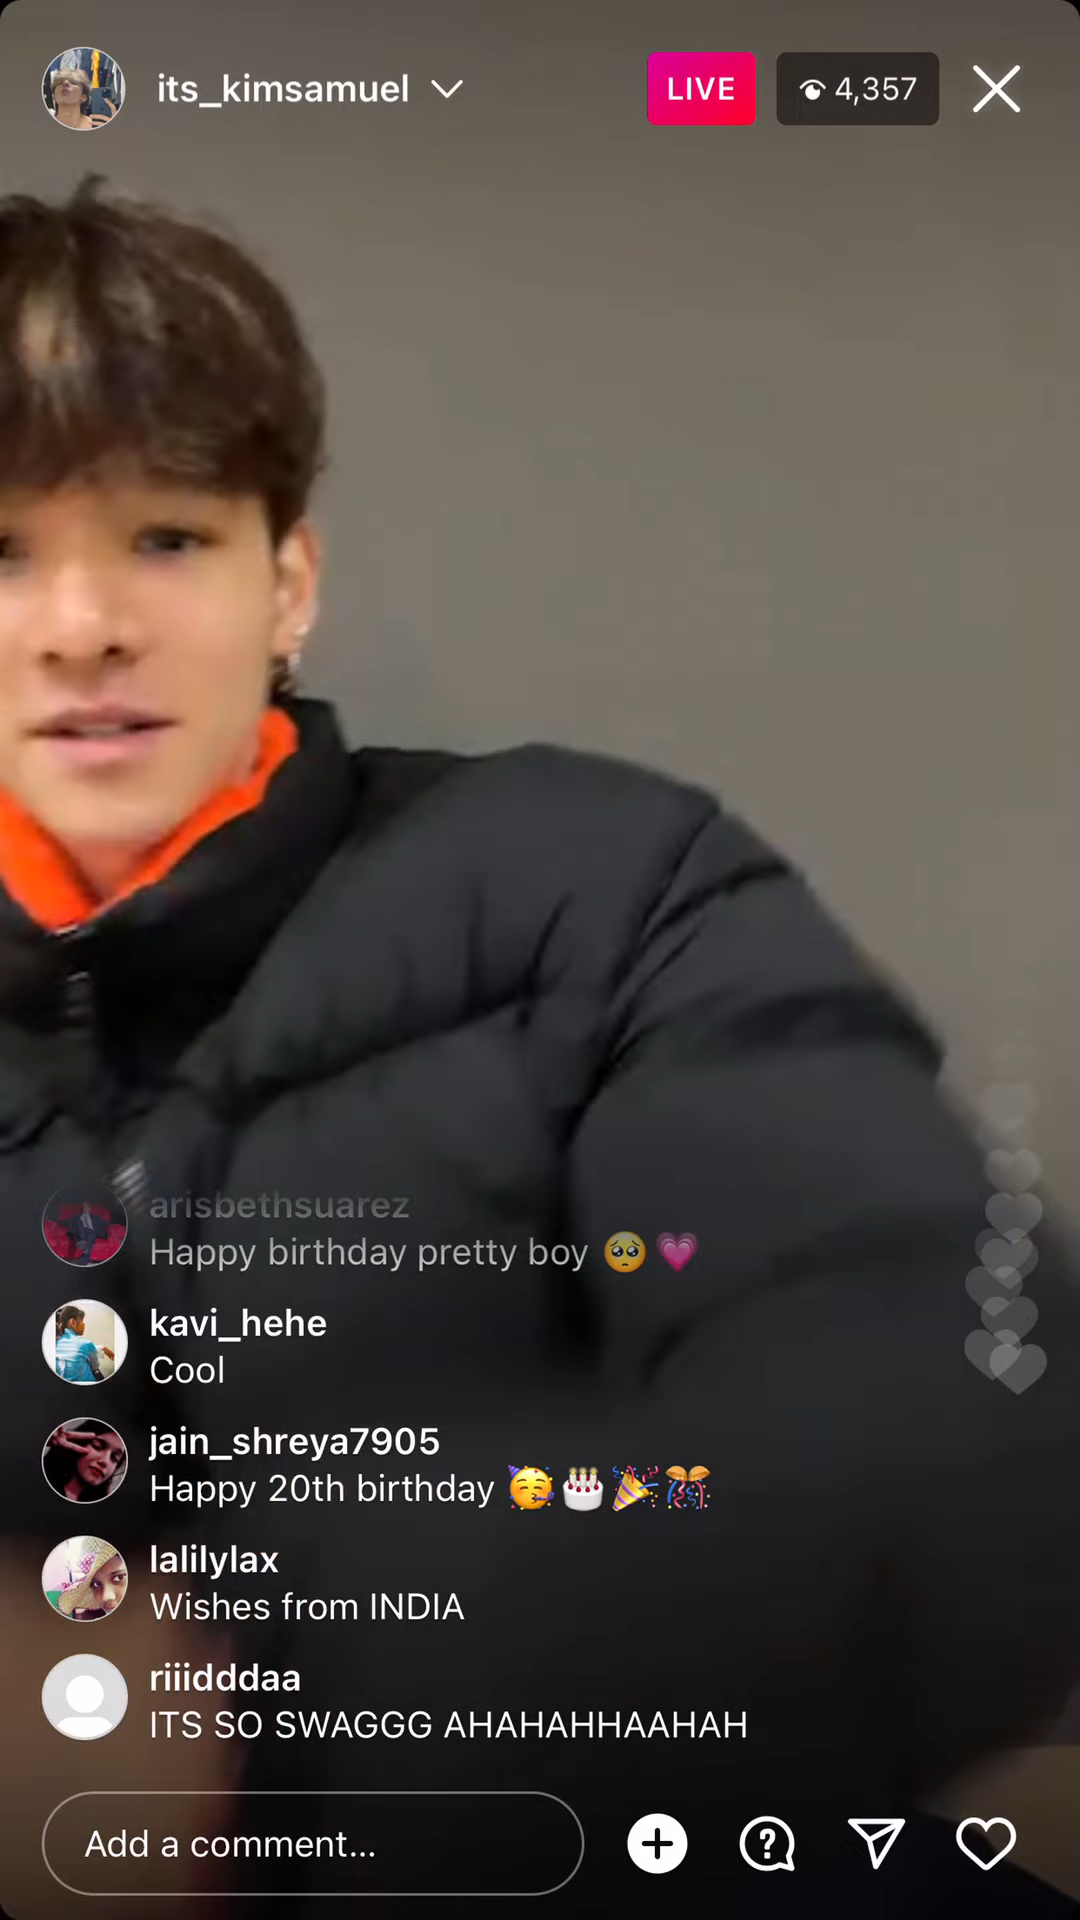 its_kimsamuel
LIVE
4,357
arisbethsuarez
Happy birthday pretty boy 🥺💗
kavi_hehe
Cool
jain_shreya7905
Happy 20th birthday 🥳🎂🎉🎊
lalilylax
Wishes from INDIA
riiidddaa
ITS SO SWAGGG AHAHAHHAAHAH
Add a comment...